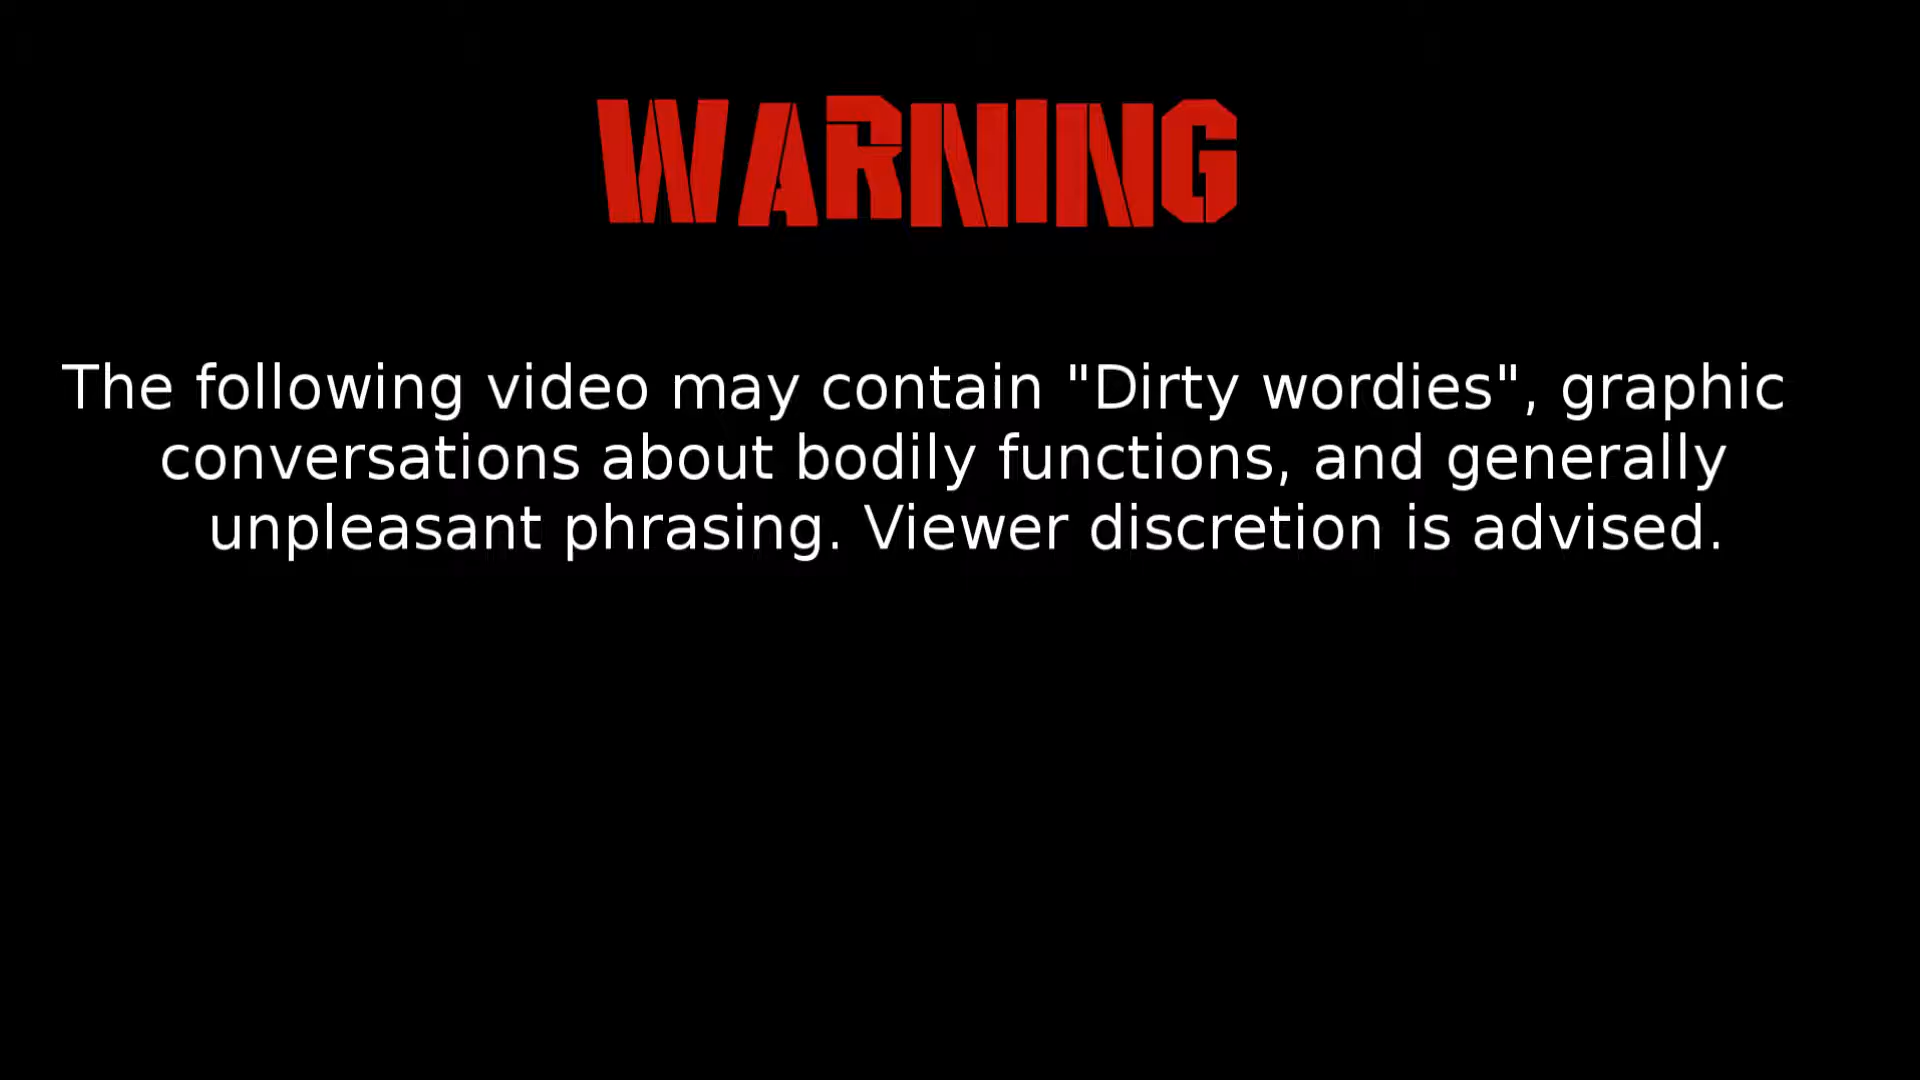 WARNING
The following video may contain "Dirty wordies", graphic
conversations about bodily functions, and generally
unpleasant phrasing. Viewer discretion is advised.